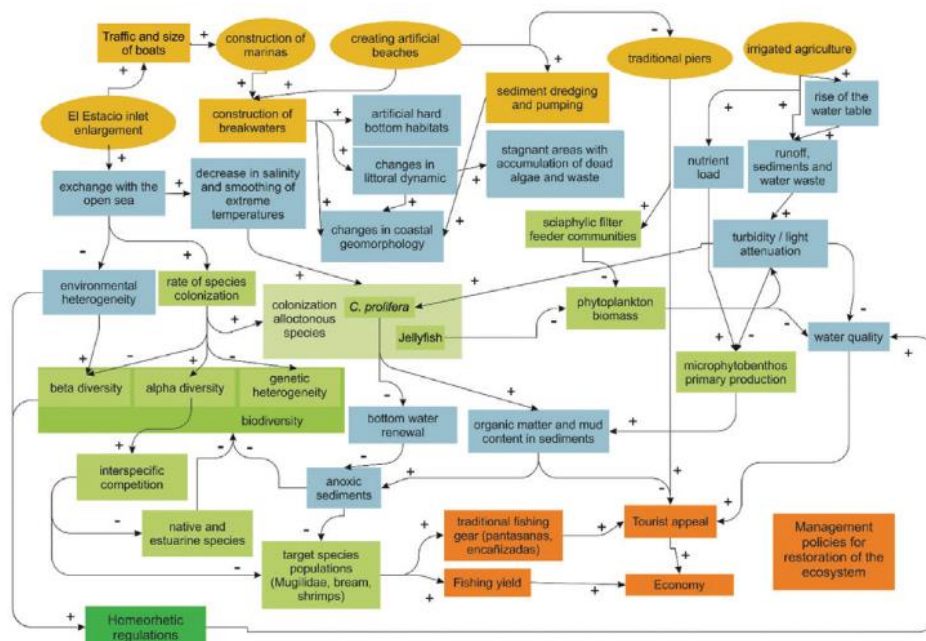 Traffic and size
of boats
construction of
marinas
creating artificial
beaches
traditional piers
irrigated agriculture
El Estacio inlet
enlargement
construction of
breakwaters
artificial hard
bottom habitats
sediment dredging
and pumping
rise of the
water table
exchange with the
open sea
decrease in salinity
and smoothing of
extreme
temperatures
changes in
littoral dynamic
stagnant areas with
accumulation of dead
algae and waste
nutrient
load
runoff,
sediments and
water waste
changes in coastal
geomorphology
sciaphylic filter
feeder communities
turbidity / light
attenuation
environmental
heterogeneity
rate of species
colonization
colonization
alloctonous
species
C. prolifera
Jellyfish
phytoplankton
biomass
water quality
beta diversity
alpha diversity
genetic
heterogeneity
biodiversity
microphytobenthos
primary production
bottom water
renewal
organic matter and mud
content in sediments
interspecific
competition
anoxic
sediments
native and
estuarine species
target species
populations
(Mugilidae, bream,
shrimps)
traditional fishing
gear (pantasanas,
encañizadas)
Tourist appeal
Management
policies for
restoration of the
ecosystem
Fishing yield
Economy
Homeorhetic
regulations